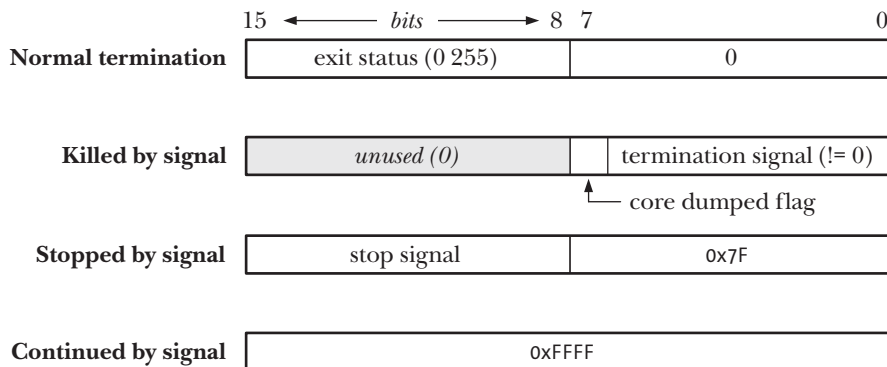 15 bits 8 7 0
Normal termination exit status (0 255) 0
Killed by signal unused (0) termination signal (!= 0)
core dumped flag
Stopped by signal stop signal 0x7F
Continued by signal 0xFFFF